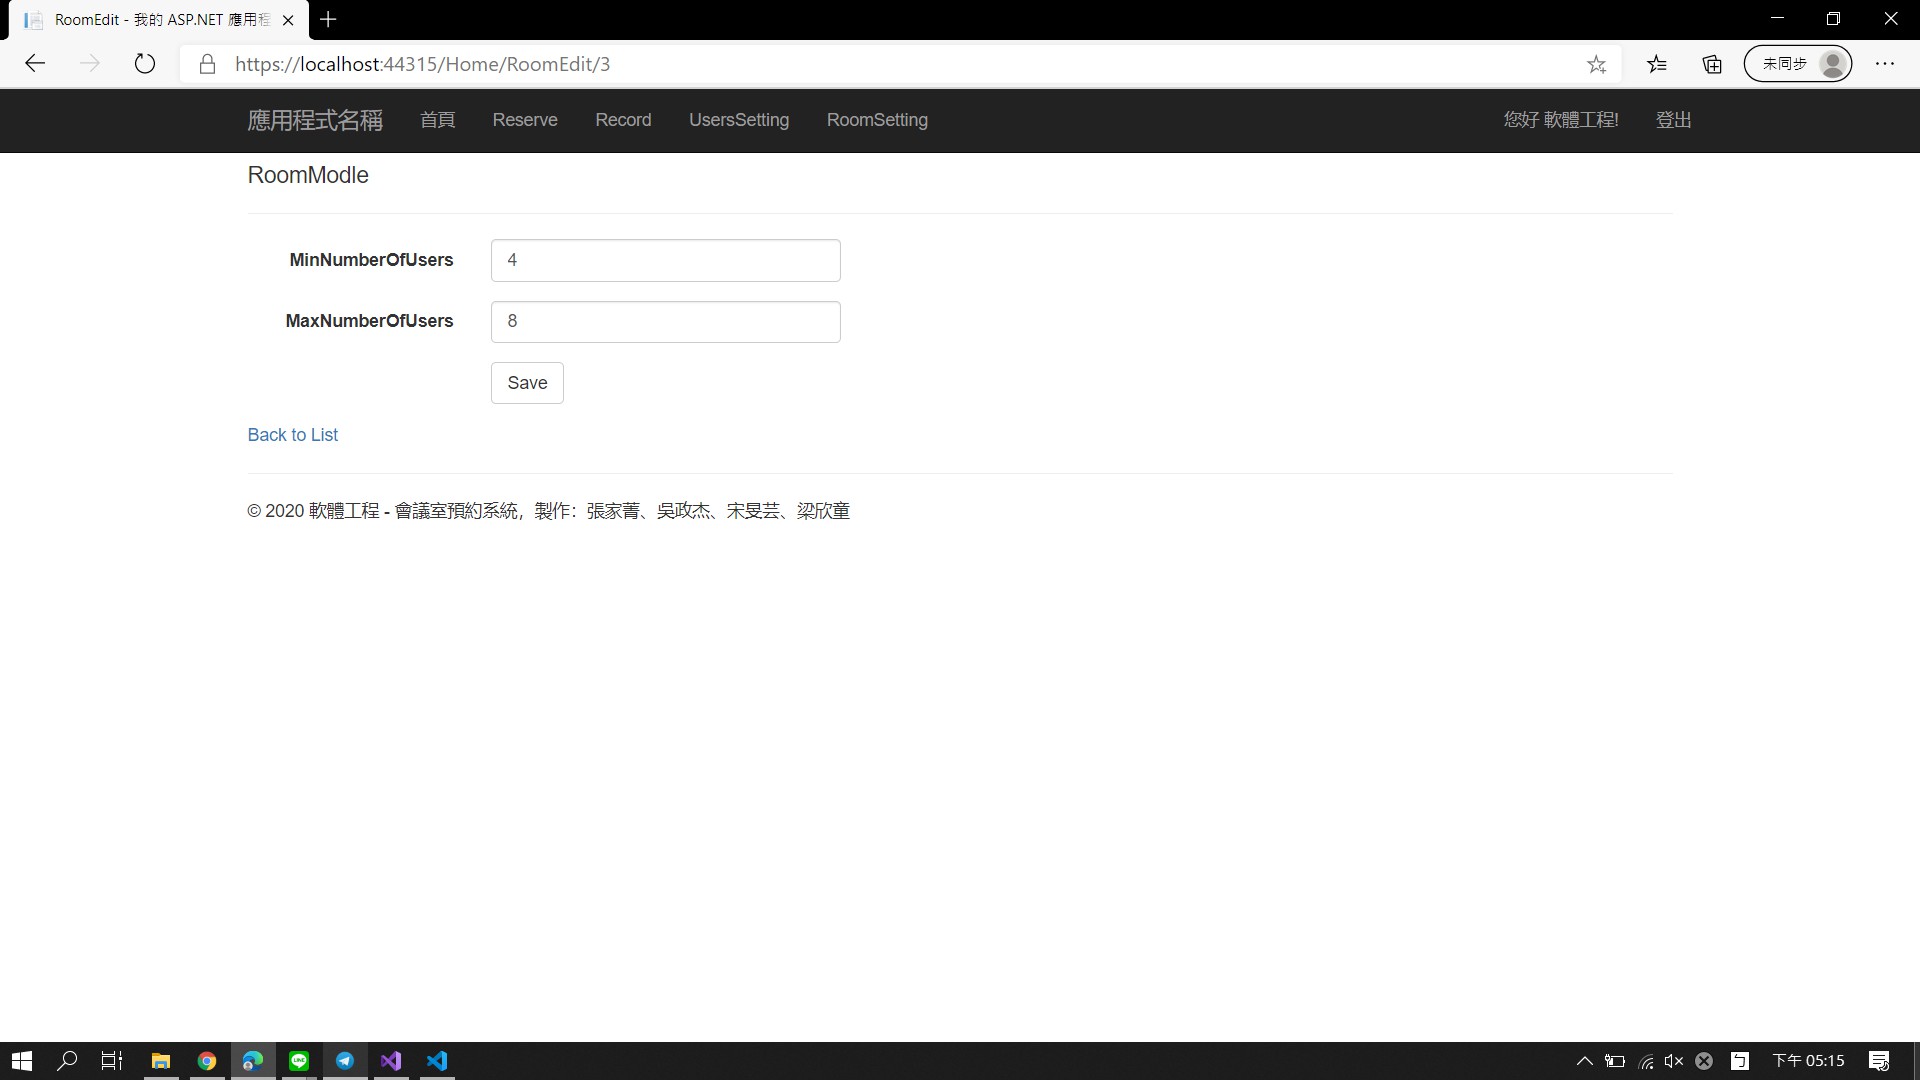 RoomEdit - 我的 ASP.NET 應用程
https://localhost:44315/Home/RoomEdit/3
未同步
應用程式名稱 首頁 Reserve Record UsersSetting RoomSetting 您好 軟體工程! 登出
RoomModle
MinNumberOfUsers 4
MaxNumberOfUsers 8
Save
Back to List
© 2020 軟體工程 - 會議室預約系統，製作：張家菁、吳政杰、宋旻芸、梁欣童
下午 05:15